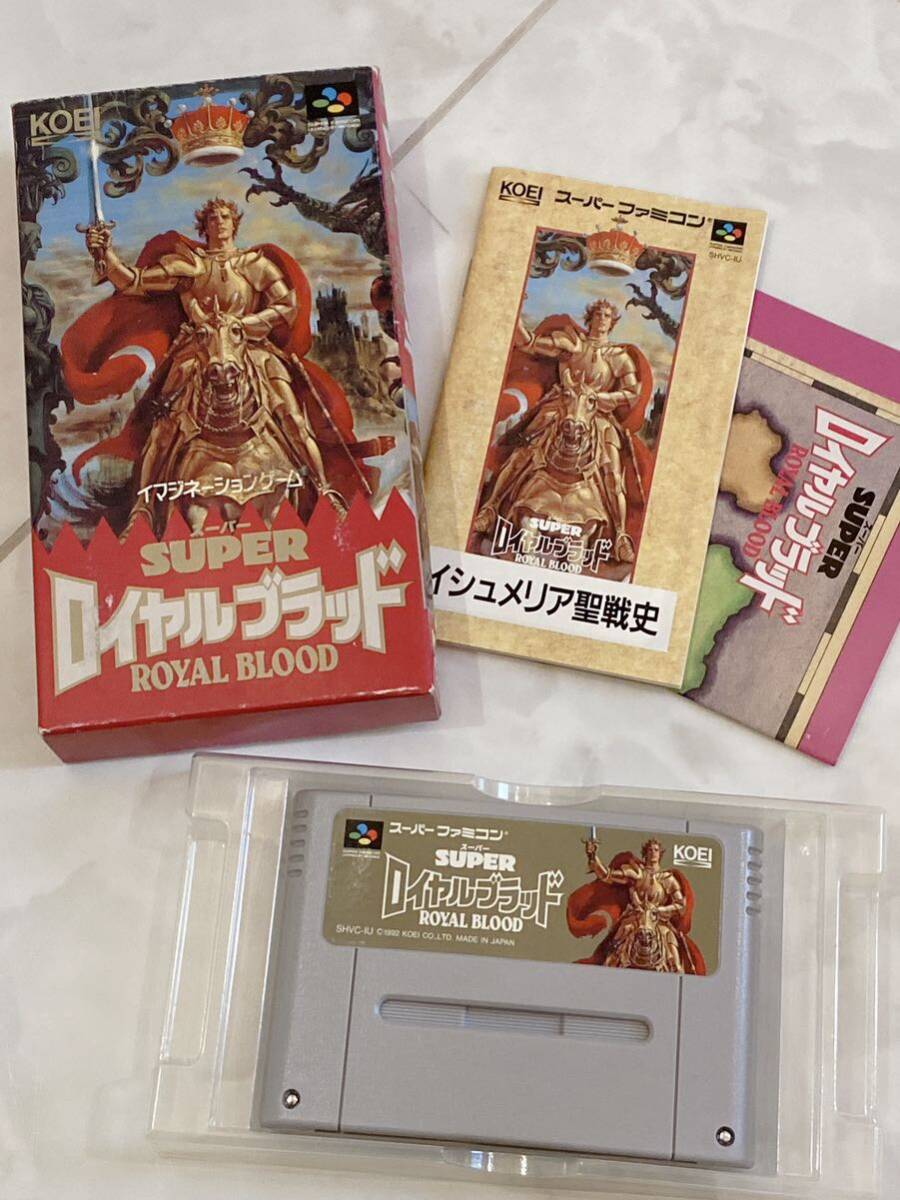 KOEI
イマジネーションゲーム
スーパー
SUPER
ロイヤルブラッド
ROYAL BLOOD
KOEI スーパーファミコン
SHVC-IU
SUPER
ロイヤルブラッド
ROYAL BLOOD
イシュメリア聖戦史
スーパー
SUPER
ロイヤルブラッド
ROYAL BLOOD
スーパーファミコン
スーパー
SUPER
KOEI
ロイヤルブラッド
ROYAL BLOOD
SHVC-IU ©1992 KOEI CO.,LTD. MADE IN JAPAN